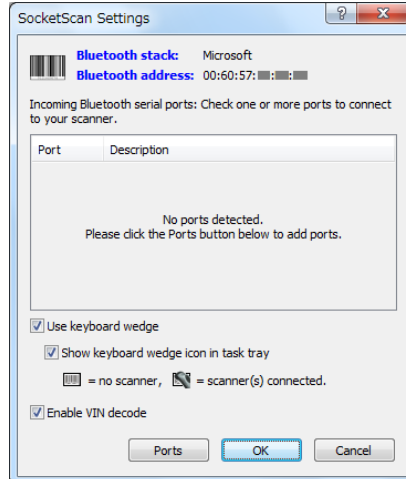 SocketScan Settings
Bluetooth stack: Microsoft
Bluetooth address: 00:60:57:
Incoming Bluetooth serial ports: Check one or more ports to connect
to your scanner.
Port Description
No ports detected.
Please click the Ports button below to add ports.
Use keyboard wedge
Show keyboard wedge icon in task tray
= no scanner, = scanner(s) connected.
Enable VIN decode
Ports OK Cancel